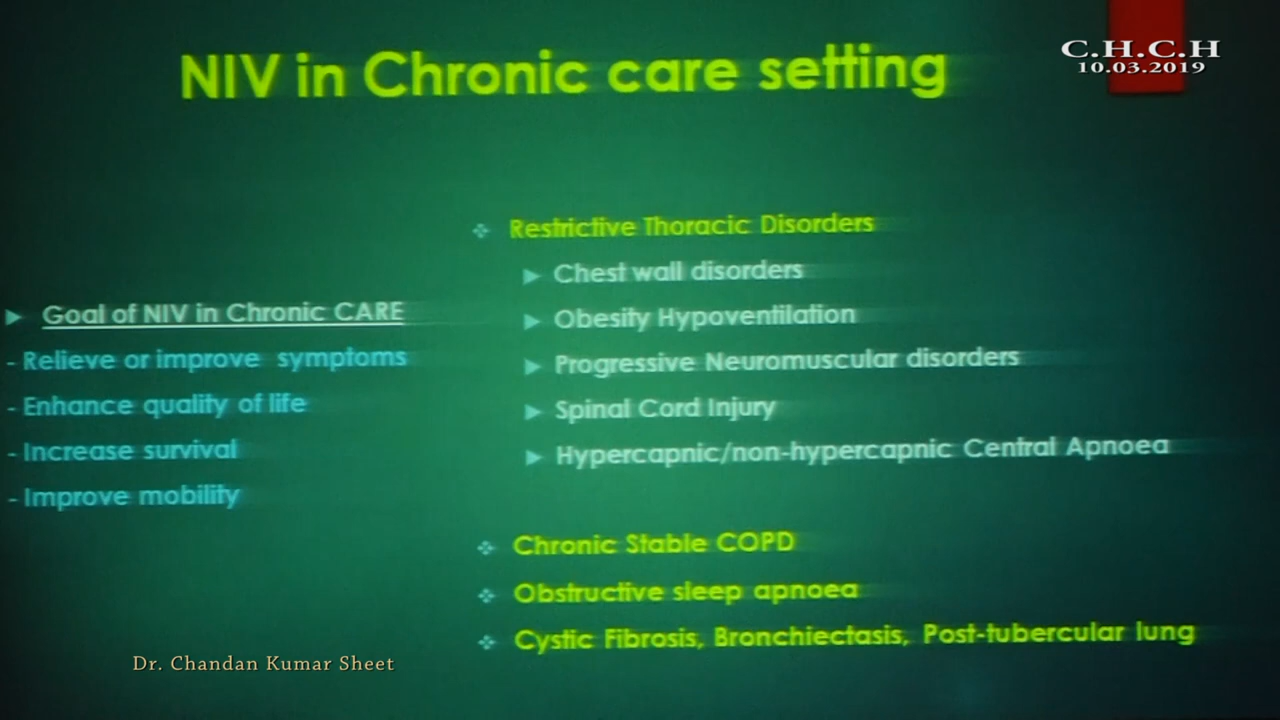 NIV in Chronic care setting
C.H.C.H
10.03.2019
Goal of NIV in Chronic CARE
- Relieve or improve symptoms
- Enhance quality of life
- Increase survival
- Improve mobility
Restrictive Thoracic Disorders
Chest wall disorders
Obesity Hypoventilation
Progressive Neuromuscular disorders
Spinal Cord Injury
Hypercapnic/non-hypercapnic Central Apnoea
Chronic Stable COPD
Obstructive sleep apnoea
Cystic Fibrosis, Bronchiectasis, Post-tubercular lung
Dr. Chandan Kumar Sheet